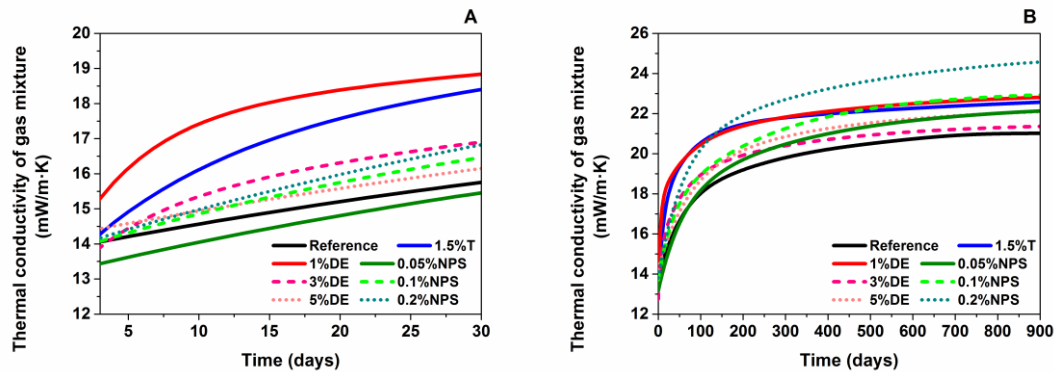 A
Thermal conductivity of gas mixture
(mW/m·K)
20
19
18
17
16
15
14
13
12
5 10 15 20 25 30
Time (days)
Reference 1.5%T
1%DE 0.05%NPS
3%DE 0.1%NPS
5%DE 0.2%NPS
B
Thermal conductivity of gas mixture
(mW/m·K)
26
24
22
20
18
16
14
12
0 100 200 300 400 500 600 700 800 900
Time (days)
Reference 1.5%T
1%DE 0.05%NPS
3%DE 0.1%NPS
5%DE 0.2%NPS